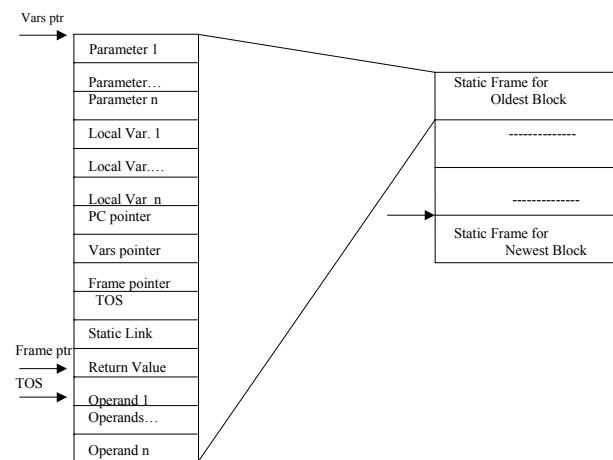 Vars ptr
Parameter 1
Parameter…
Parameter n
Local Var. 1
Local Var.…
Local Var n
PC pointer
Vars pointer
Frame pointer
TOS
Static Link
Frame ptr
Return Value
TOS
Operand 1
Operands…
Operand n
Static Frame for
Oldest Block
--------------
--------------
Static Frame for
Newest Block